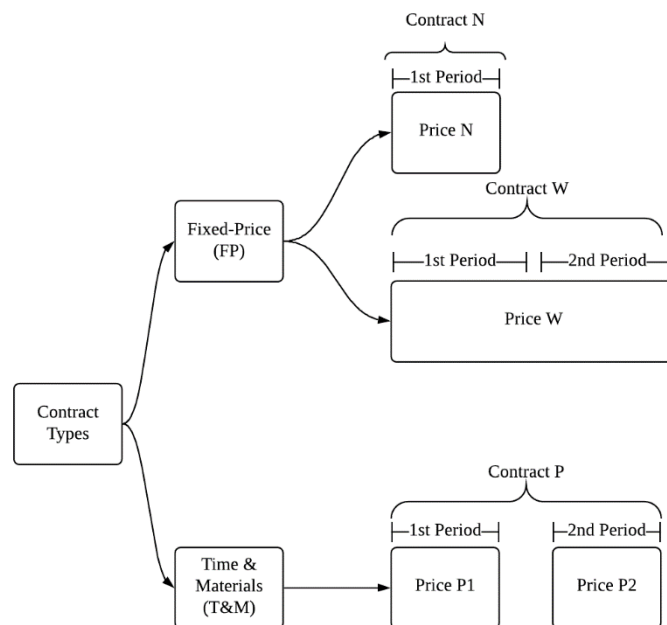 Contract N
1st Period
Price N
Contract W
Fixed-Price
(FP)
1st Period
2nd Period
Price W
Contract
Types
Contract P
1st Period
2nd Period
Time &
Materials
(T&M)
Price P1
Price P2